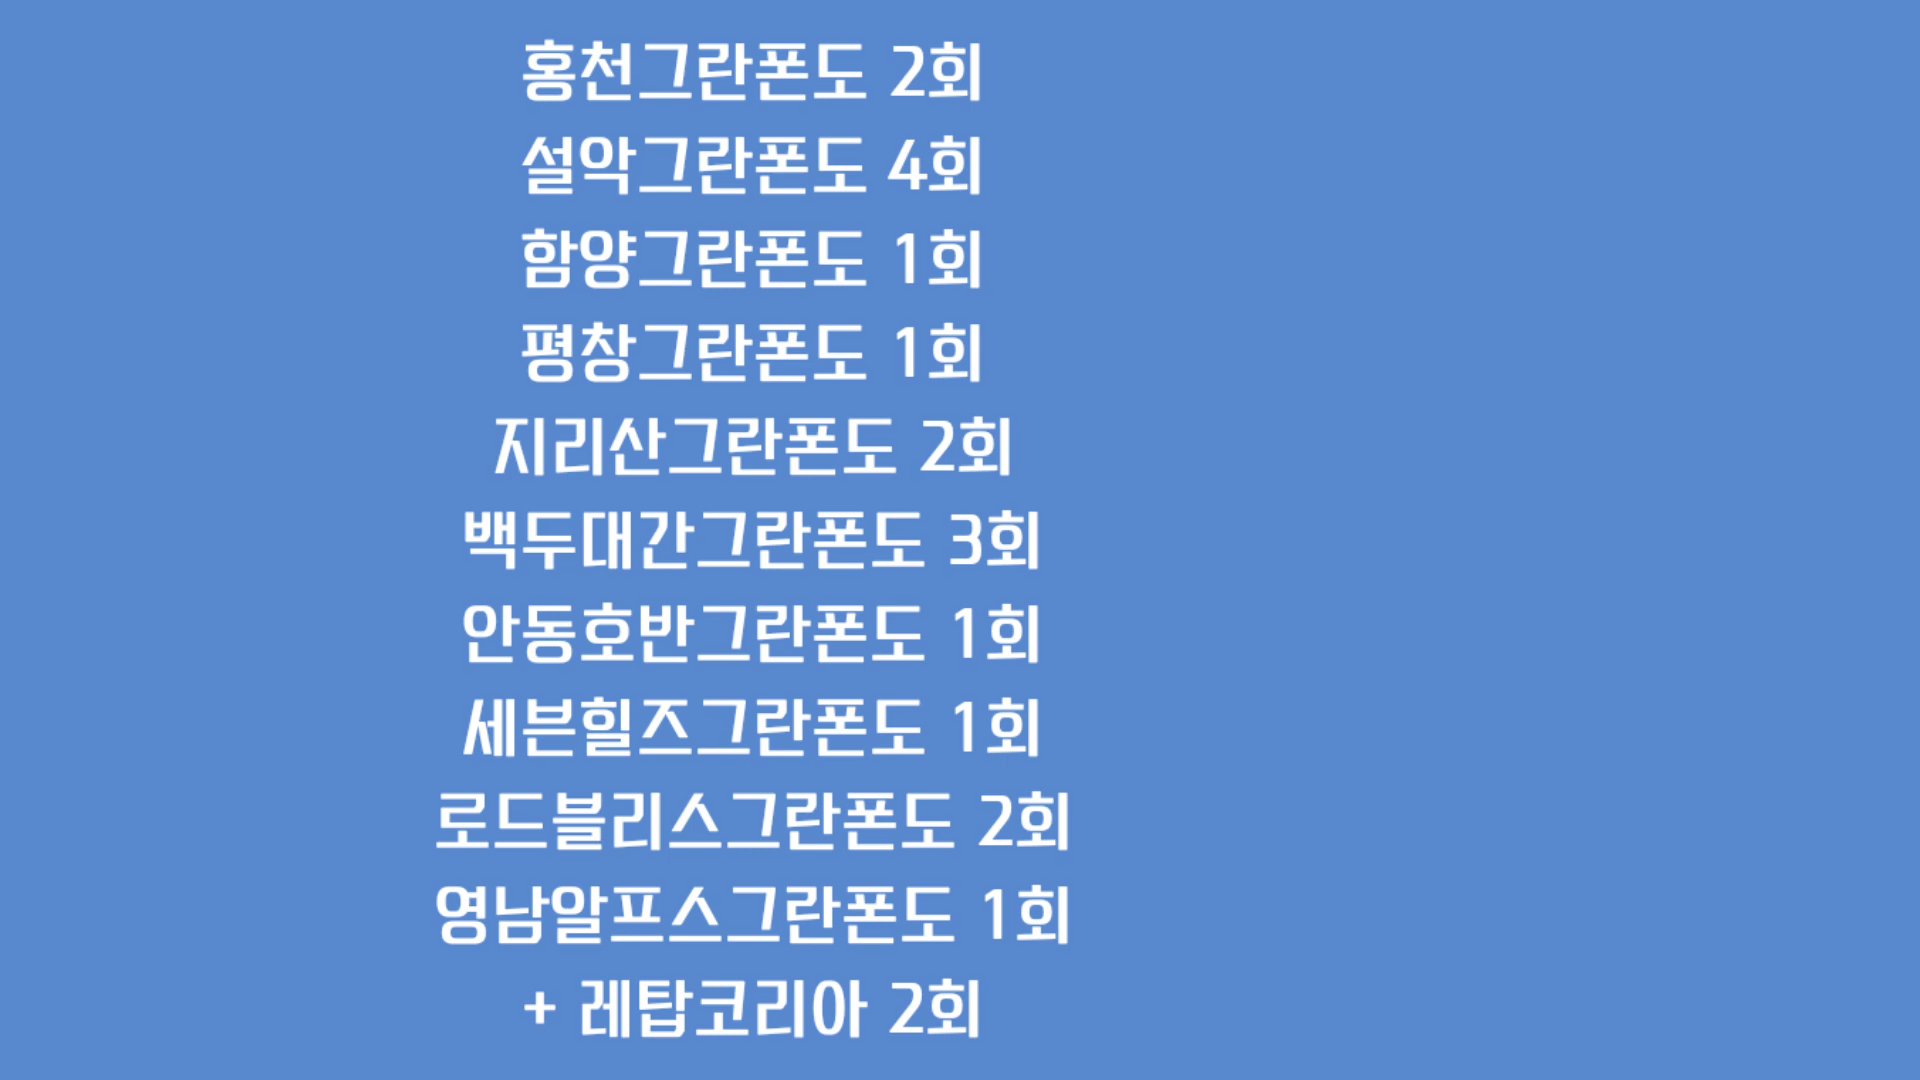 홍천그란폰도 2회
설악그란폰도 4회
함양그란폰도 1회
평창그란폰도 1회
지리산그란폰도 2회
백두대간그란폰도 3회
안동호반그란폰도 1회
세븐힐즈그란폰도 1회
로드블리스그란폰도 2회
영남알프스그란폰도 1회
+ 레탑코리아 2회